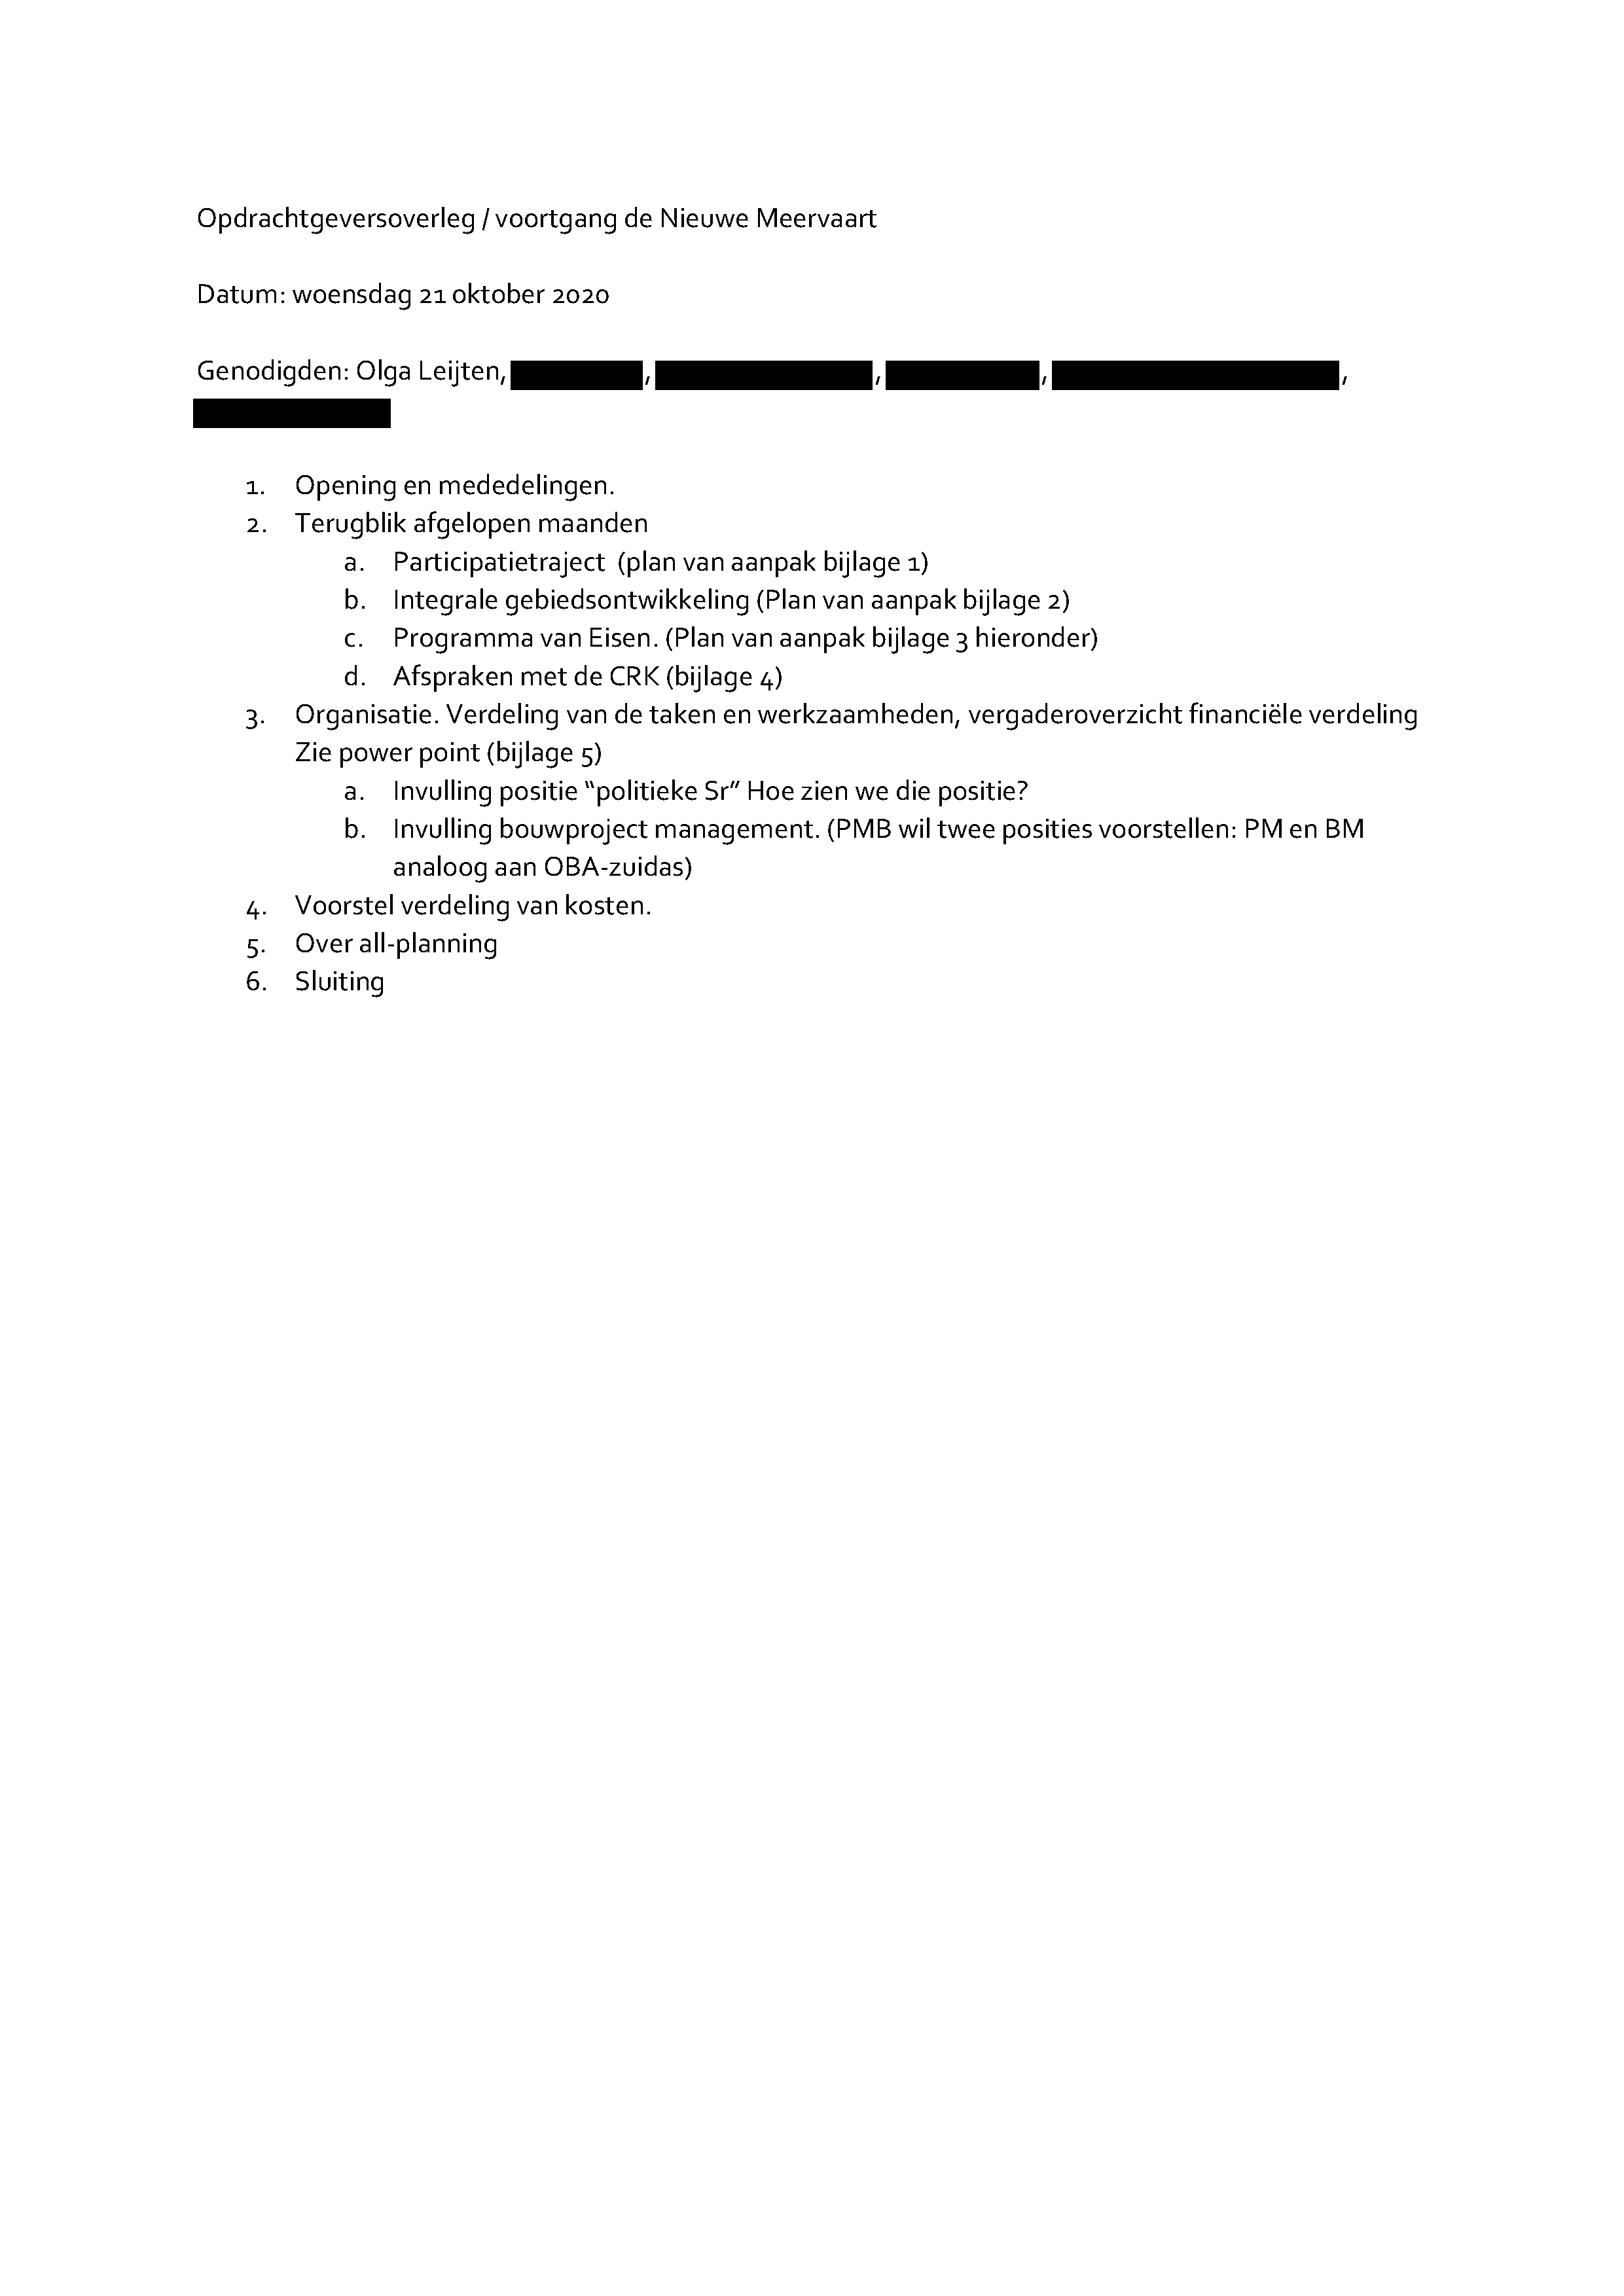 Opdrachtgeversoverleg / voortgang de Nieuwe Meervaart
Datum: woensdag 21 oktober 2020
Genodigden: Olga Leijten, , , , ,
1. Opening en mededelingen.
2. Terugblik afgelopen maanden
a. Participatietraject (plan van aanpak bijlage 1)
b. Integrale gebiedsontwikkeling (Plan van aanpak bijlage 2)
c. Programma van Eisen. (Plan van aanpak bijlage 3 hieronder)
d. Afspraken met de CRK (bijlage 4)
3. Organisatie. Verdeling van de taken en werkzaamheden, vergaderoverzicht financiële verdeling
Zie power point (bijlage 5)
a. Invulling positie “politieke Sr” Hoe zien we die positie?
b. Invulling bouwproject management. (PMB wil twee posities voorstellen: PM en BM
analoog aan OBA-zuidas)
4. Voorstel verdeling van kosten.
5. Over all-planning
6. Sluiting